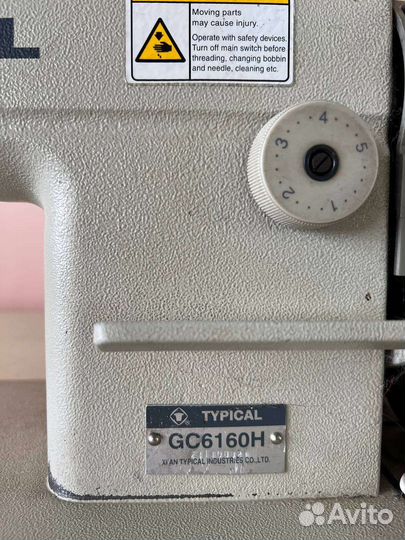 L
Moving parts
may cause injury.
Operate with safety devices.
Turn off main switch before
threading, changing bobbin
and needle, cleaning etc.
1 2 3 4 5
T TYPICAL
GC6160H
XI'AN TYPICAL INDUSTRIES CO.,LTD.
Avito